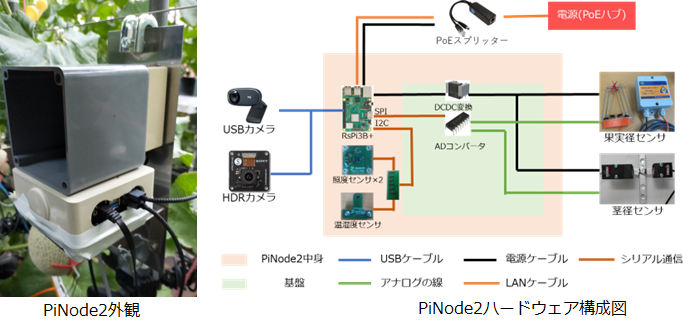 電源(PoEハブ)
PoEスプリッター
USBカメラ
HDRカメラ
SPI
I2C
RsPi3B+
DCDC変換
ADコンバータ
照度センサ×2
温湿度センサ
果実径センサ
茎径センサ
PiNode2中身
USBケーブル
電源ケーブル
シリアル通信
基盤
アナログの線
LANケーブル
PiNode2外観
PiNode2ハードウェア構成図